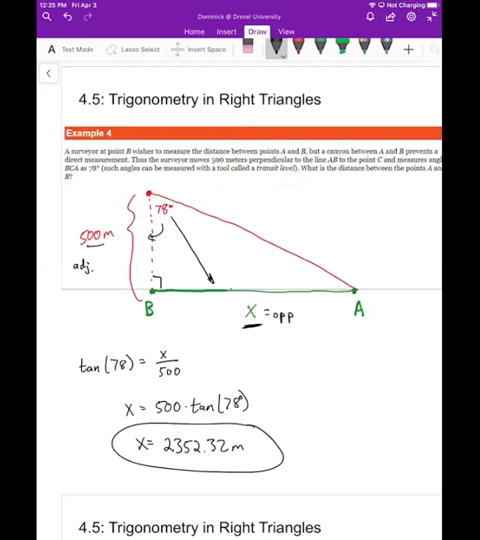 12:25 PM Fri Apr 3
Not Charging
Dominick @ Drexel University
Home Insert Draw View
Text Mode Lasso Select Insert Space
4.5: Trigonometry in Right Triangles
Example 4
A surveyor at point B wishes to measure the distance between points A and B, but a canyon between A and B prevents a
direct measurement. Thus the surveyor moves 500 meters perpendicular to the line AB to the point C and measures angl
BCA as 78° (such angles can be measured with a tool called a transit level). What is the distance between the points A an
B?
78°
500 m
adj.
B
X = opp
A
tan(78) = x/500
x = 500 · tan(78°)
x = 2352.32 m
4.5: Trigonometry in Right Triangles